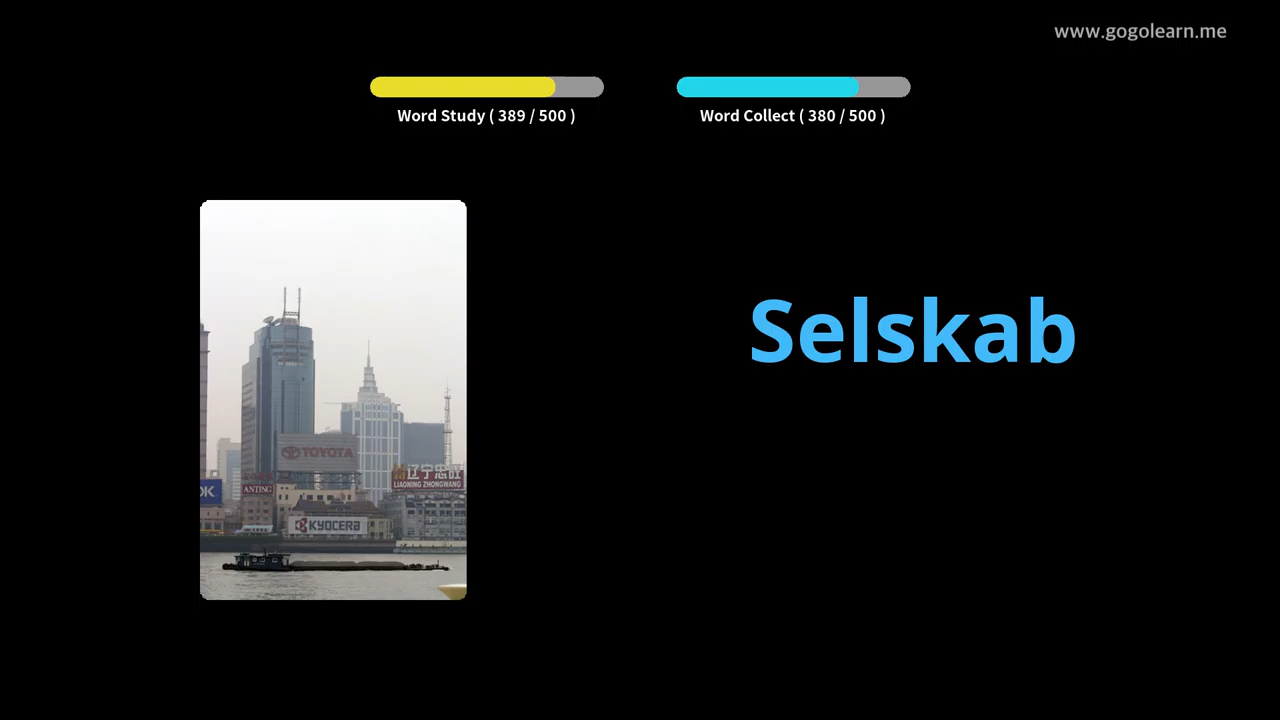 www.gogolearn.me
Word Study ( 389 / 500 )
Word Collect ( 380 / 500 )
Selskab
TOYOTA
辽宁忠旺
LIAONING ZHONGWANG
OK
ANTING
KYOCERA